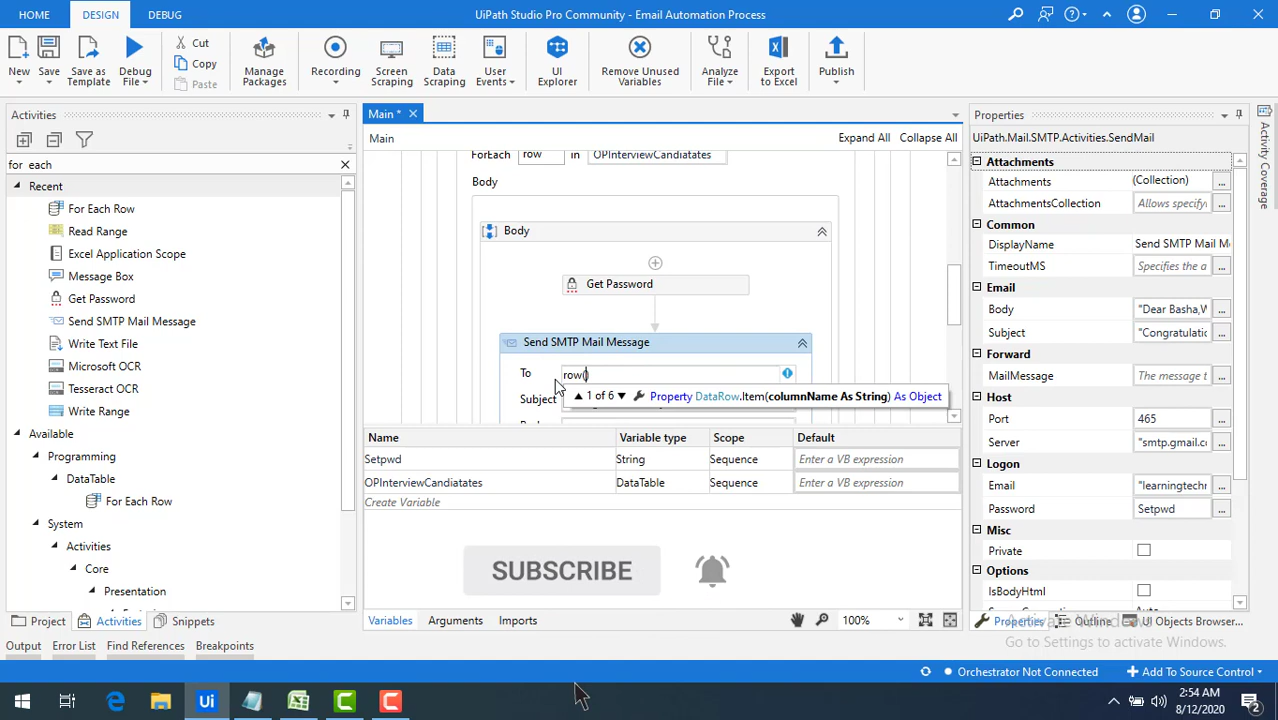 UiPath Studio Pro Community - Email Automation Process
HOME DESIGN DEBUG
New Save Save as Template Debug File Cut Copy Paste Manage Packages Recording Screen Scraping Data Scraping User Events UI Explorer Remove Unused Variables Analyze File Export to Excel Publish
Activities
for each
Recent
For Each Row
Read Range
Excel Application Scope
Message Box
Get Password
Send SMTP Mail Message
Write Text File
Microsoft OCR
Tesseract OCR
Write Range
Available
Programming
DataTable
For Each Row
System
Activities
Core
Presentation
Project Activities Snippets
Main *
Main Expand All Collapse All
ForEach row in OPInterviewCandiatates
Body
Body
Get Password
Send SMTP Mail Message
To row()
1 of 6 Property DataRow.Item(columnName As String) As Object
Subject
Name Variable type Scope Default
Setpwd String Sequence Enter a VB expression
OPInterviewCandiatates DataTable Sequence Enter a VB expression
Create Variable
SUBSCRIBE
Variables Arguments Imports 100%
Properties
UiPath.Mail.SMTP.Activities.SendMail
Attachments
Attachments (Collection) ...
AttachmentsCollection Allows specify ...
Common
DisplayName Send SMTP Mail M
TimeoutMS Specifies the a ...
Email
Body "Dear Basha,W ...
Subject "Congratulatic ...
Forward
MailMessage The message t ...
Host
Port 465 ...
Server "smtp.gmail.cc ...
Logon
Email "learningtechr ...
Password Setpwd ...
Misc
Private
Options
IsBodyHtml
Properties Outline UI Objects Browser...
Activity Coverage
Activate Windows
Go to Settings to activate Windows.
Output Error List Find References Breakpoints
Orchestrator Not Connected Add To Source Control
Ui
2:54 AM
8/12/2020
2